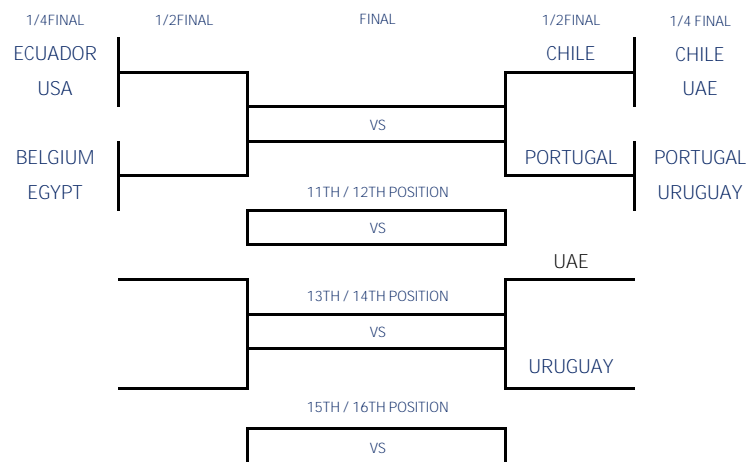 1/4FINAL 1/2FINAL FINAL 1/2FINAL 1/4 FINAL
ECUADOR CHILE CHILE
USA UAE
VS
BELGIUM PORTUGAL PORTUGAL
EGYPT 11TH / 12TH POSITION URUGUAY
VS
UAE
13TH / 14TH POSITION
VS
URUGUAY
15TH / 16TH POSITION
VS